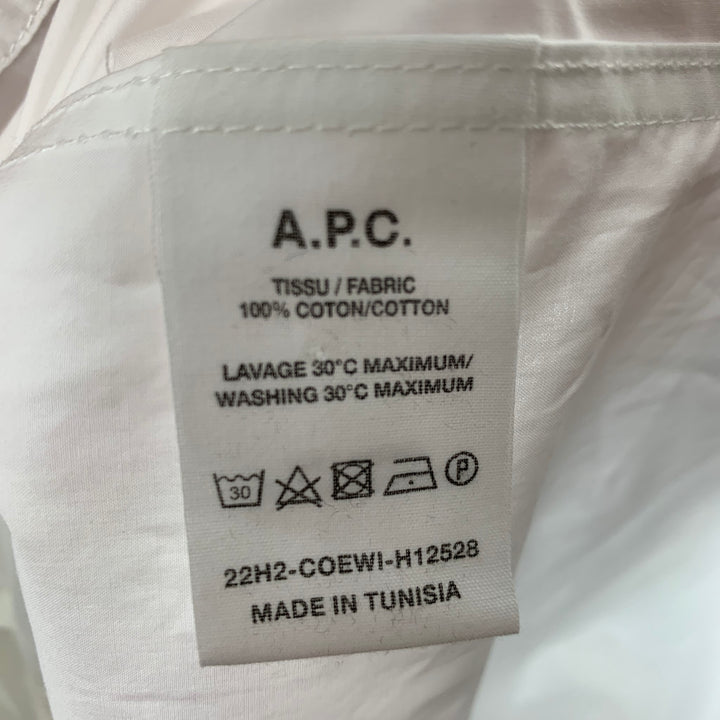 A.P.C.
TISSU / FABRIC
100% COTON/COTTON
LAVAGE 30°C MAXIMUM/
WASHING 30°C MAXIMUM
30 P
22H2-COEWI-H12528
MADE IN TUNISIA